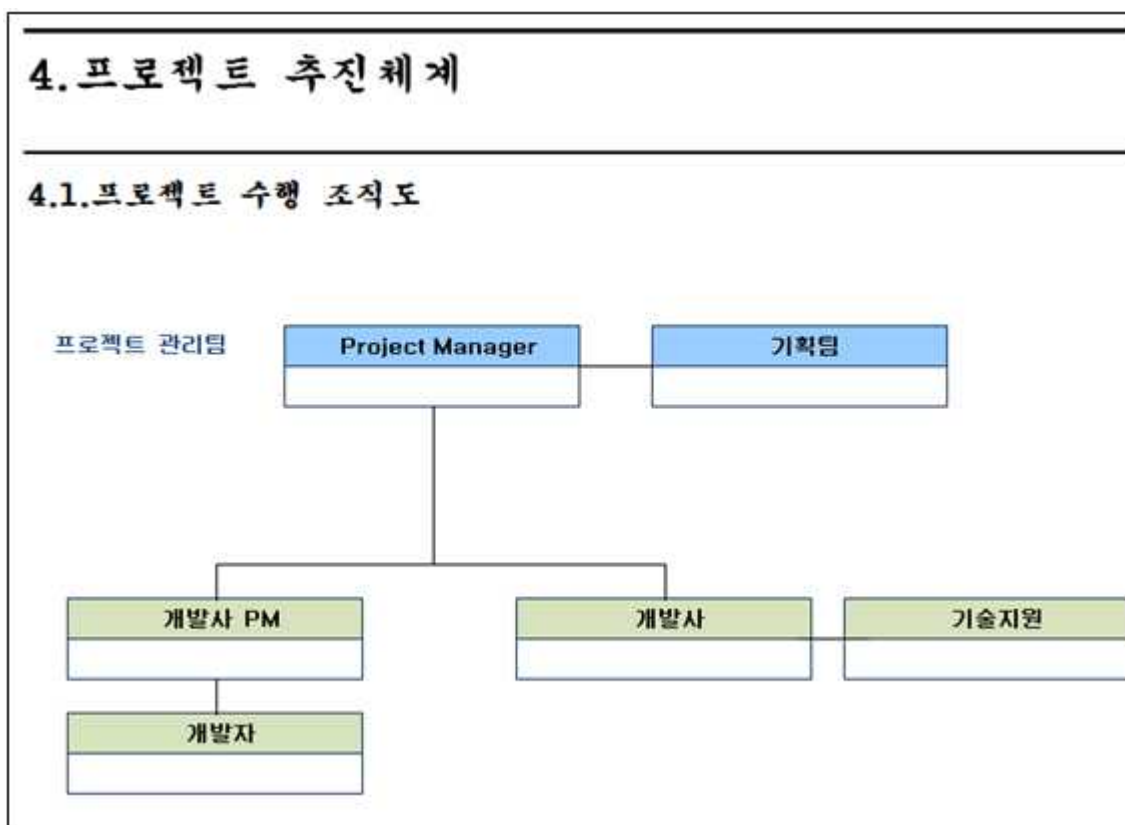 4.프로젝트 추진체계
4.1.프로젝트 수행 조직도
프로젝트 관리팀
Project Manager
기획팀
개발사 PM
개발사
기술지원
개발자